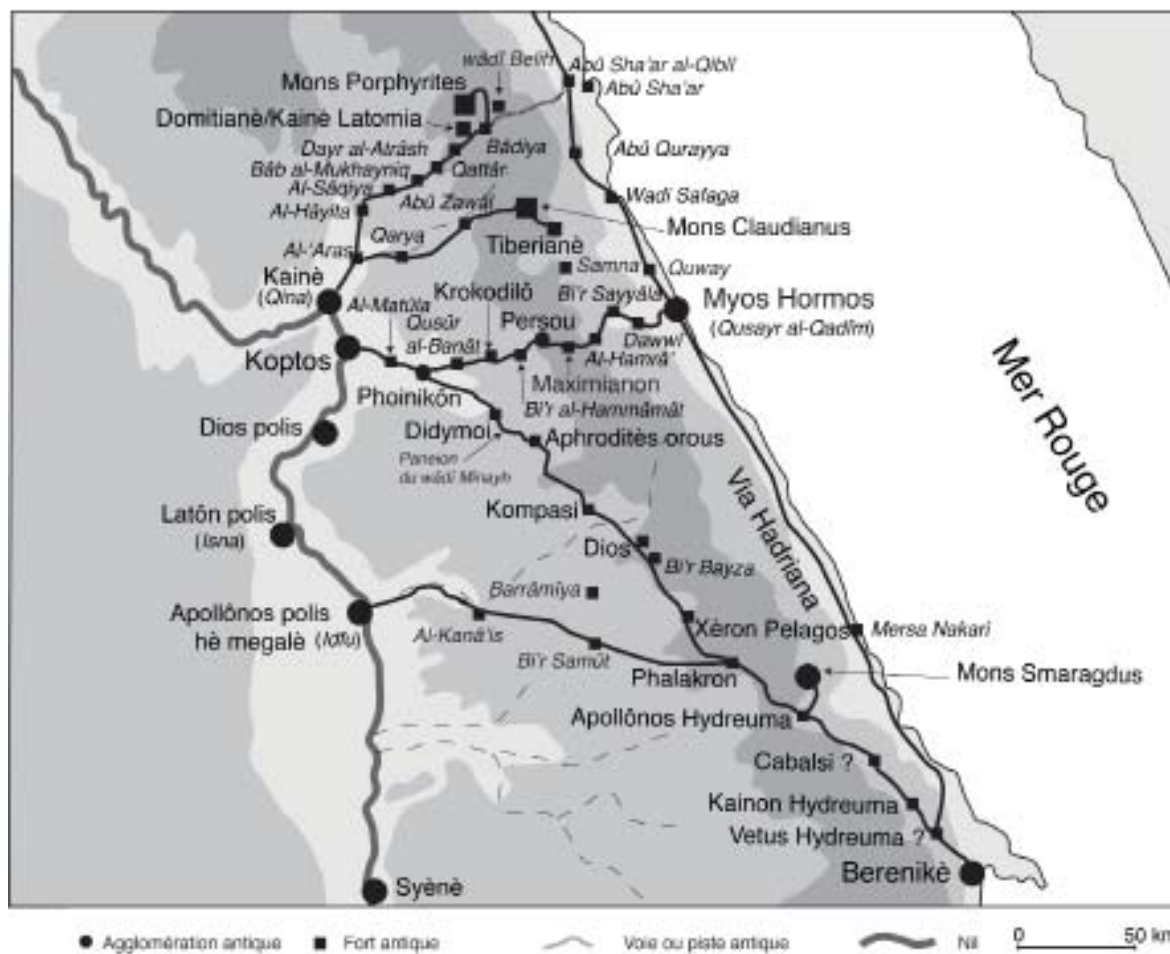 wâdî Belih
Abû Sha'ar al-Qiblî
Mons Porphyrites
Abû Sha'ar
Domitianè/Kainè Latomia
Dayr al-Atrâsh
Bâdiya
Abû Qurayya
Bâb al-Mukhayniq
Qattâr
Al-Sâqiya
Abû Zawâl
Wadi Safaga
Al-Hâyita
Mons Claudianus
Qarya
Tiberianè
Al-'Aras
Samna
Quway
Kainè
(Qina)
Al-Matûla
Krokodilô
Bi'r Sayyâla
Myos Hormos
(Qusayr al-Qadîm)
Qusûr
al-Banât
Persou
Dawwi
Al-Hamrâ'
Koptos
Maximianon
Phoinikôn
Bi'r al-Hammâmât
Mer Rouge
Dios polis
Didymoi
Aphroditès orous
Paneion
du wâdi Minayh
Via Hadriana
Latôn polis
(Isna)
Kompasi
Dios
Bi'r Bayza
Barrâmîya
Apollônos polis
hè megalè (Idfu)
Al-Kanâ'is
Xèron Pelagos
Mersa Nakari
Bi'r Samût
Phalakron
Mons Smaragdus
Apollônos Hydreuma
Cabalsi ?
Kainon Hydreuma
Vetus Hydreuma ?
Berenikè
Syènè
Agglomération antique
Fort antique
Voie ou piste antique
Nil
0 50 km